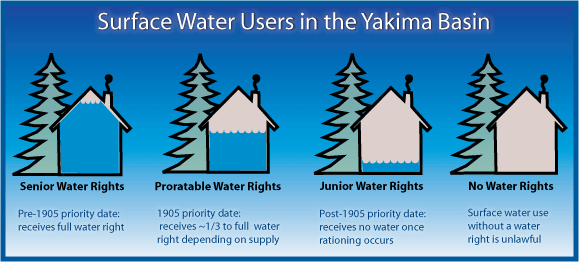 Surface Water Users in the Yakima Basin
Senior Water Rights
Pre-1905 priority date:
receives full water right
Proratable Water Rights
1905 priority date:
receives ~1/3 to full water
right depending on supply
Junior Water Rights
Post-1905 priority date:
receives no water once
rationing occurs
No Water Rights
Surface water use
without a water
right is unlawful